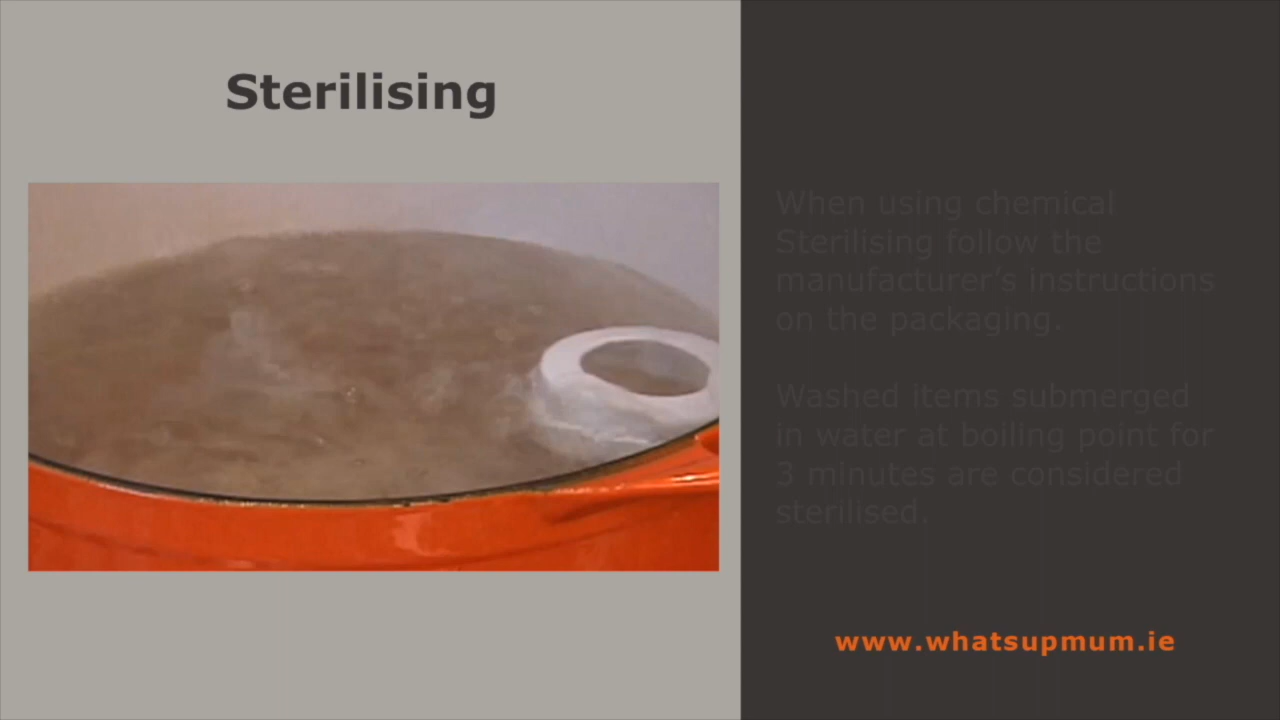 Sterilising
When using chemical
Sterilising follow the
manufacturer's instructions
on the packaging.
Washed items submerged
in water at boiling point for
3 minutes are considered
sterilised.
www.whatsupmum.ie